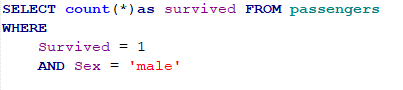 SELECT count(*)as survived FROM passengers
WHERE
    Survived = 1
    AND Sex = 'male'